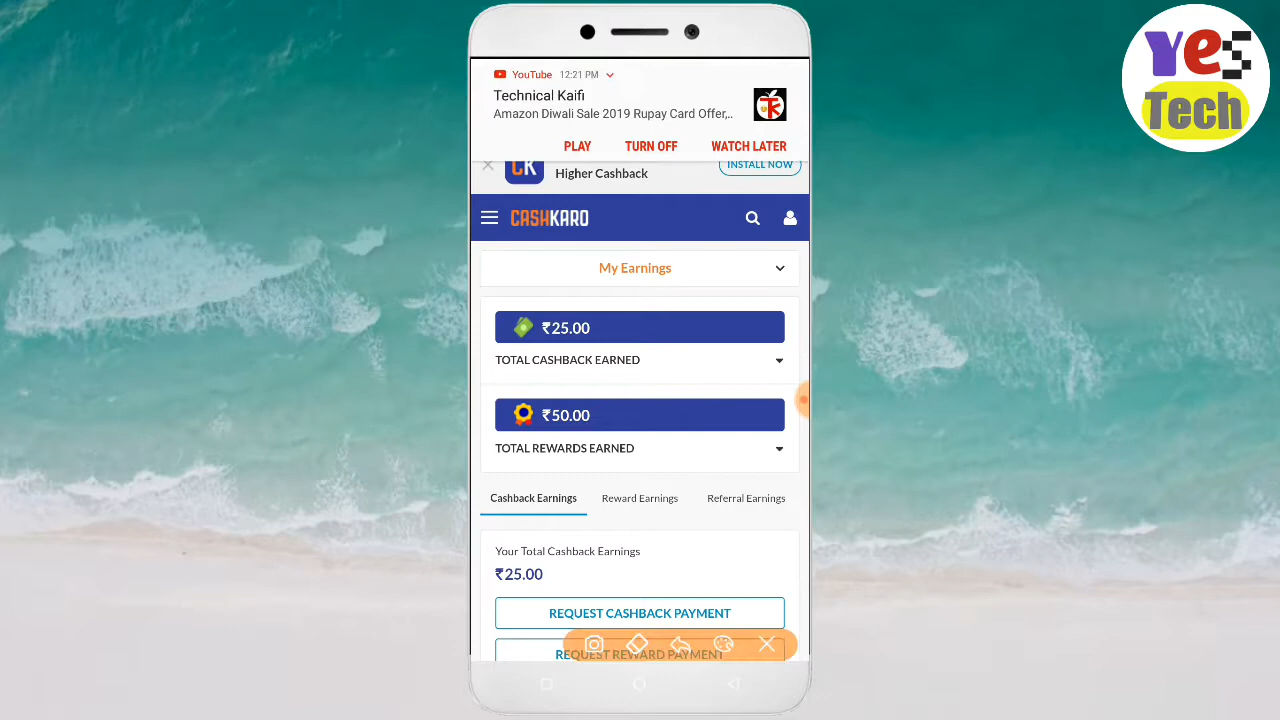 YouTube 12:21 PM
Technical Kaifi
Amazon Diwali Sale 2019 Rupay Card Offer,..
PLAY TURN OFF WATCH LATER
CK Higher Cashback INSTALL NOW
CASHKARO
My Earnings
₹25.00
TOTAL CASHBACK EARNED
₹50.00
TOTAL REWARDS EARNED
Cashback Earnings Reward Earnings Referral Earnings
Your Total Cashback Earnings
₹25.00
REQUEST CASHBACK PAYMENT
REQUEST REWARD PAYMENT
Yes
Tech